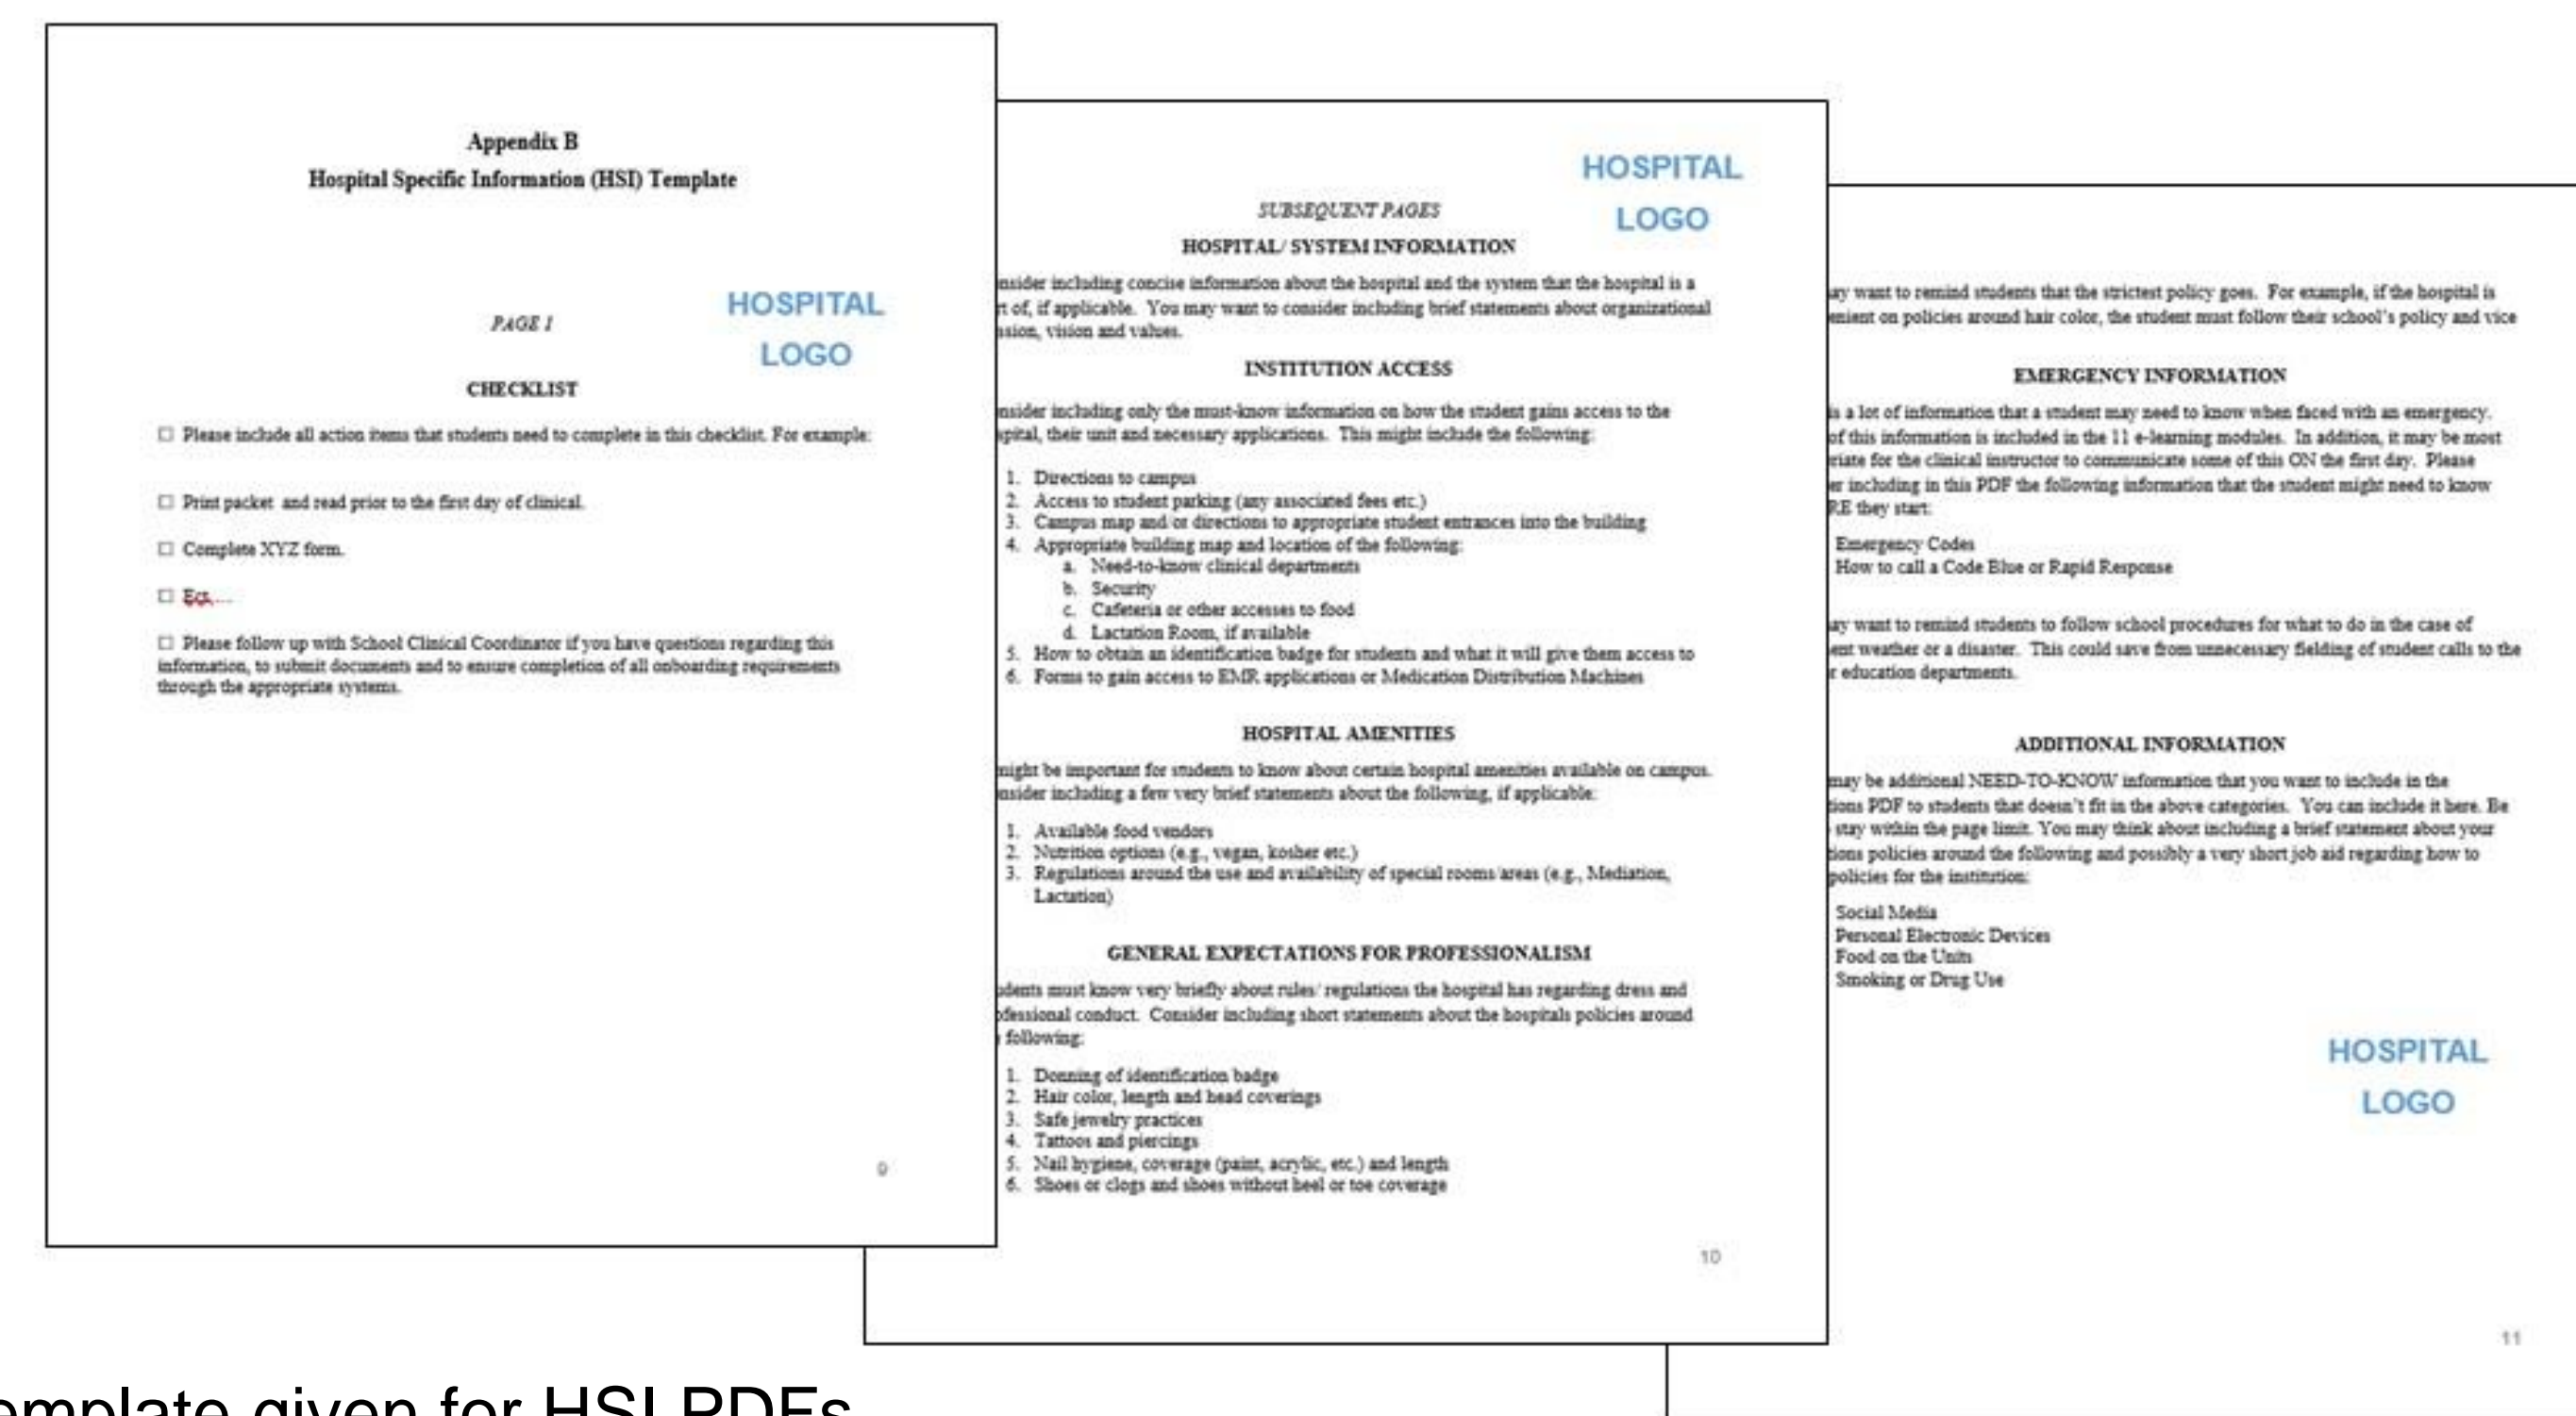 Appendix B
Hospital Specific Information (HSI) Template
PAGE 1
HOSPITAL
LOGO
CHECKLIST
☐ Please include all action items that students need to complete in this checklist. For example:
☐ Print packet and read prior to the first day of clinical.
☐ Complete XYZ form.
☐ Ect....
☐ Please follow up with School Clinical Coordinator if you have questions regarding this
information, to submit documents and to ensure completion of all onboarding requirements
through the appropriate systems.
9
HOSPITAL
LOGO
SUBSEQUENT PAGES
HOSPITAL/ SYSTEM INFORMATION
including concise information about the hospital and the system that the hospital is a
of, if applicable. You may want to consider including brief statements about organizational
vision and values.
INSTITUTION ACCESS
including only the must-know information on how the student gains access to the
their unit and necessary applications. This might include the following:
1. Directions to campus
2. Access to student parking (any associated fees etc.)
3. Campus map and/or directions to appropriate student entrances into the building
4. Appropriate building map and location of the following:
a. Need-to-know clinical departments
b. Security
c. Cafeteria or other accesses to food
d. Lactation Room, if available
5. How to obtain an identification badge for students and what it will give them access to
6. Forms to gain access to EMR applications or Medication Distribution Machines
HOSPITAL AMENITIES
might be important for students to know about certain hospital amenities available on campus.
including a few very brief statements about the following, if applicable:
1. Available food vendors
2. Nutrition options (e.g., vegan, kosher etc.)
3. Regulations around the use and availability of special rooms/areas (e.g., Mediation,
Lactation)
GENERAL EXPECTATIONS FOR PROFESSIONALISM
must know very briefly about rules/ regulations the hospital has regarding dress and
conduct. Consider including short statements about the hospitals policies around
following:
1. Donning of identification badge
2. Hair color, length and head coverings
3. Safe jewelry practices
4. Tattoos and piercings
5. Nail hygiene, coverage (paint, acrylic, etc.) and length
6. Shoes or clogs and shoes without heel or toe coverage
10
want to remind students that the strictest policy goes. For example, if the hospital is
on policies around hair color, the student must follow their school's policy and vice
EMERGENCY INFORMATION
is a lot of information that a student may need to know when faced with an emergency.
of this information is included in the 11 e-learning modules. In addition, it may be most
for the clinical instructor to communicate some of this ON the first day. Please
including in this PDF the following information that the student might need to know
they start:
Emergency Codes
How to call a Code Blue or Rapid Response
want to remind students to follow school procedures for what to do in the case of
weather or a disaster. This could save from unnecessary fielding of student calls to the
education departments.
ADDITIONAL INFORMATION
may be additional NEED-TO-KNOW information that you want to include in the
PDF to students that doesn't fit in the above categories. You can include it here. Be
stay within the page limit. You may think about including a brief statement about your
policies around the following and possibly a very short job aid regarding how to
policies for the institution:
Social Media
Personal Electronic Devices
Food on the Units
Smoking or Drug Use
HOSPITAL
LOGO
11
emplate given for HSI PDFs